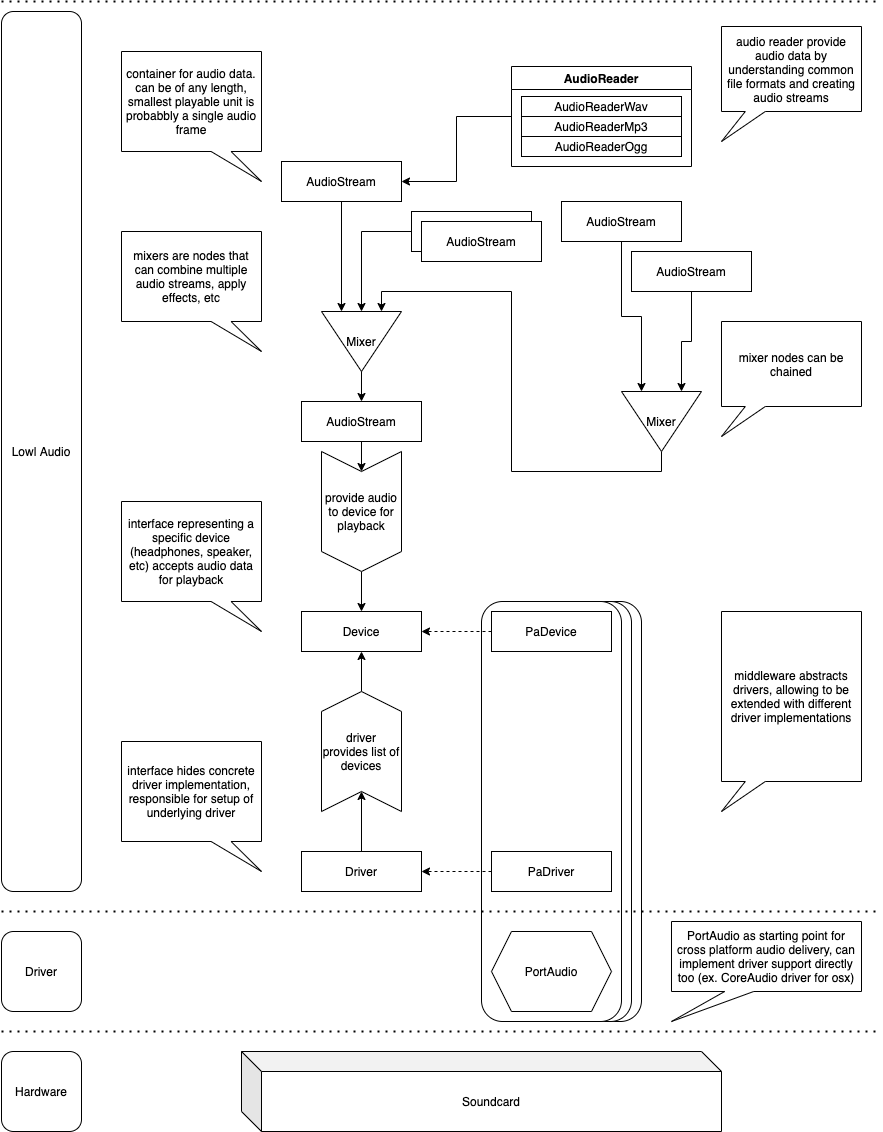 audio reader provide
audio data by
understanding common
file formats and creating
audio streams
container for audio data.
can be of any length,
smallest playable unit is
probabbly a single audio
frame
AudioReader
AudioReaderWav
AudioReaderMp3
AudioReaderOgg
AudioStream
AudioStream
AudioStream
AudioStream
mixers are nodes that
can combine multiple
audio streams, apply
effects, etc
Mixer
mixer nodes can be
chained
AudioStream
Mixer
Lowl Audio
provide audio
to device for
playback
interface representing a
specific device
(headphones, speaker,
etc) accepts audio data
for playback
Device
PaDevice
middleware abstracts
drivers, allowing to be
extended with different
driver implementations
driver
provides list of
devices
interface hides concrete
driver implementation,
responsible for setup of
underlying driver
Driver
PaDriver
PortAudio as starting point for
cross platform audio delivery, can
implement driver support directly
too (ex. CoreAudio driver for osx)
Driver
PortAudio
Hardware
Soundcard